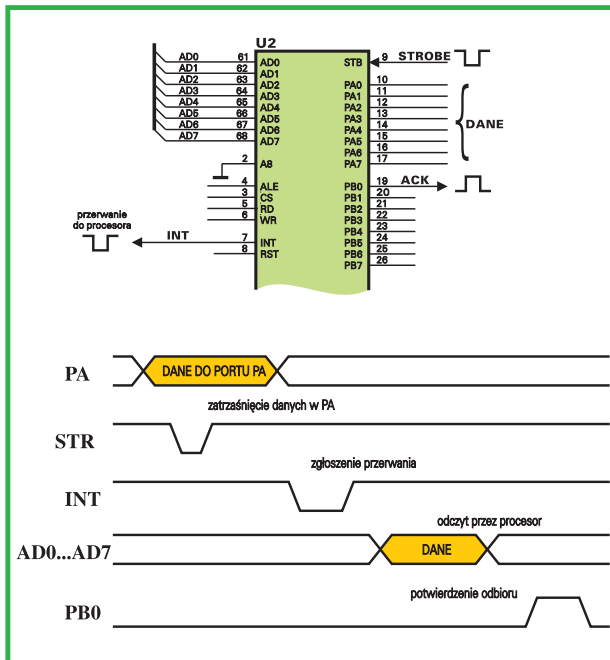 U2
AD0 61 AD0 STB 9 STROBE
AD1 62 AD1
AD2 63 AD2 PA0 10
AD3 64 AD3 PA1 11
AD4 65 AD4 PA2 12
AD5 66 AD5 PA3 13 DANE
AD6 67 AD6 PA4 14
AD7 68 AD7 PA5 15
PA6 16
2 A8 PA7 17
4 ALE PB0 19 ACK
3 CS PB1 20
5 RD PB2 21
6 WR PB3 22
przerwanie
do procesora
PB4 23
INT 7 INT PB5 24
8 RST PB6 25
PB7 26
PA DANE DO PORTU PA
zatrzaśnięcie danych w PA
STR
zgłoszenie przerwania
INT
odczyt przez procesor
AD0...AD7 DANE
potwierdzenie odbioru
PB0